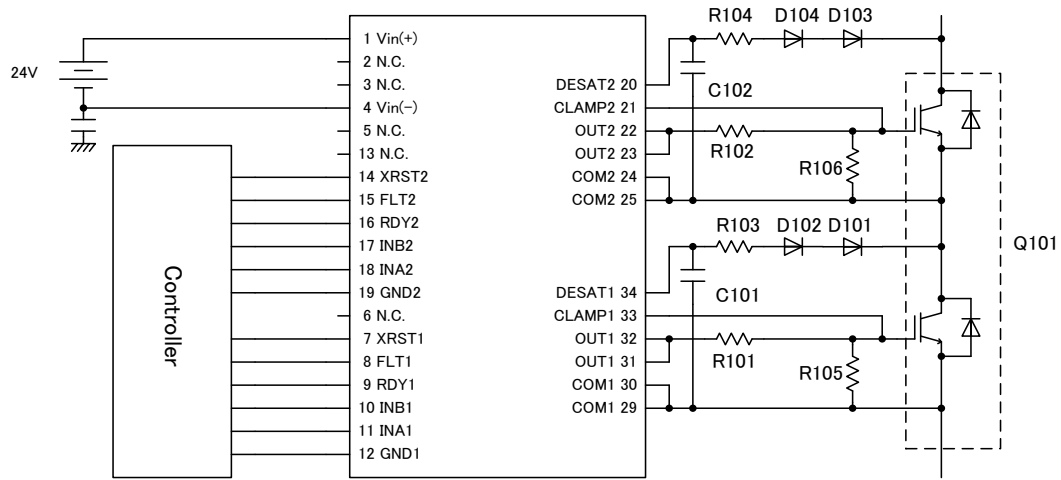 R104 D104 D103
1 Vin(+)
2 N.C.
24V
3 N.C.
DESAT2 20
C102
4 Vin(-)
CLAMP2 21
5 N.C.
OUT2 22
R102
13 N.C.
OUT2 23
14 XRST2
COM2 24
R106
15 FLT2
COM2 25
16 RDY2
R103 D102 D101
17 INB2
Q101
18 INA2
19 GND2
DESAT1 34
C101
6 N.C.
CLAMP1 33
7 XRST1
OUT1 32
R101
8 FLT1
OUT1 31
9 RDY1
COM1 30
R105
10 INB1
COM1 29
11 INA1
12 GND1
Controller